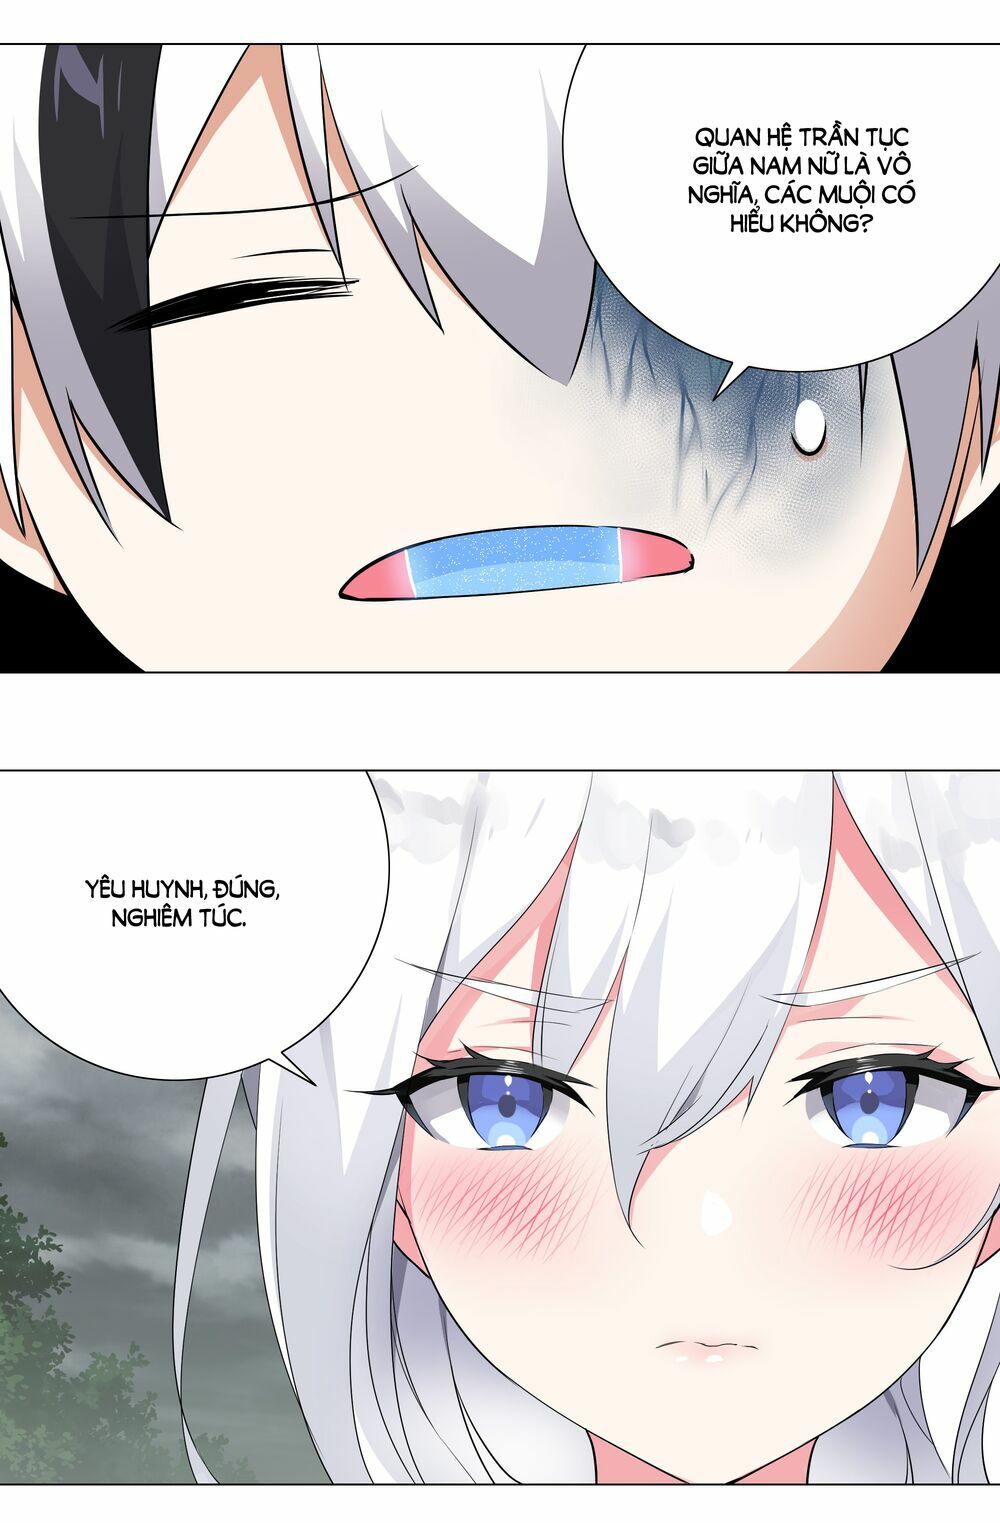 QUAN HỆ TRẦN TỤC
GIỮA NAM NỮ LÀ VÔ
NGHĨA, CÁC MUỘI CÓ
HIỂU KHÔNG?
YÊU HUYNH, ĐÚNG,
NGHIÊM TÚC.